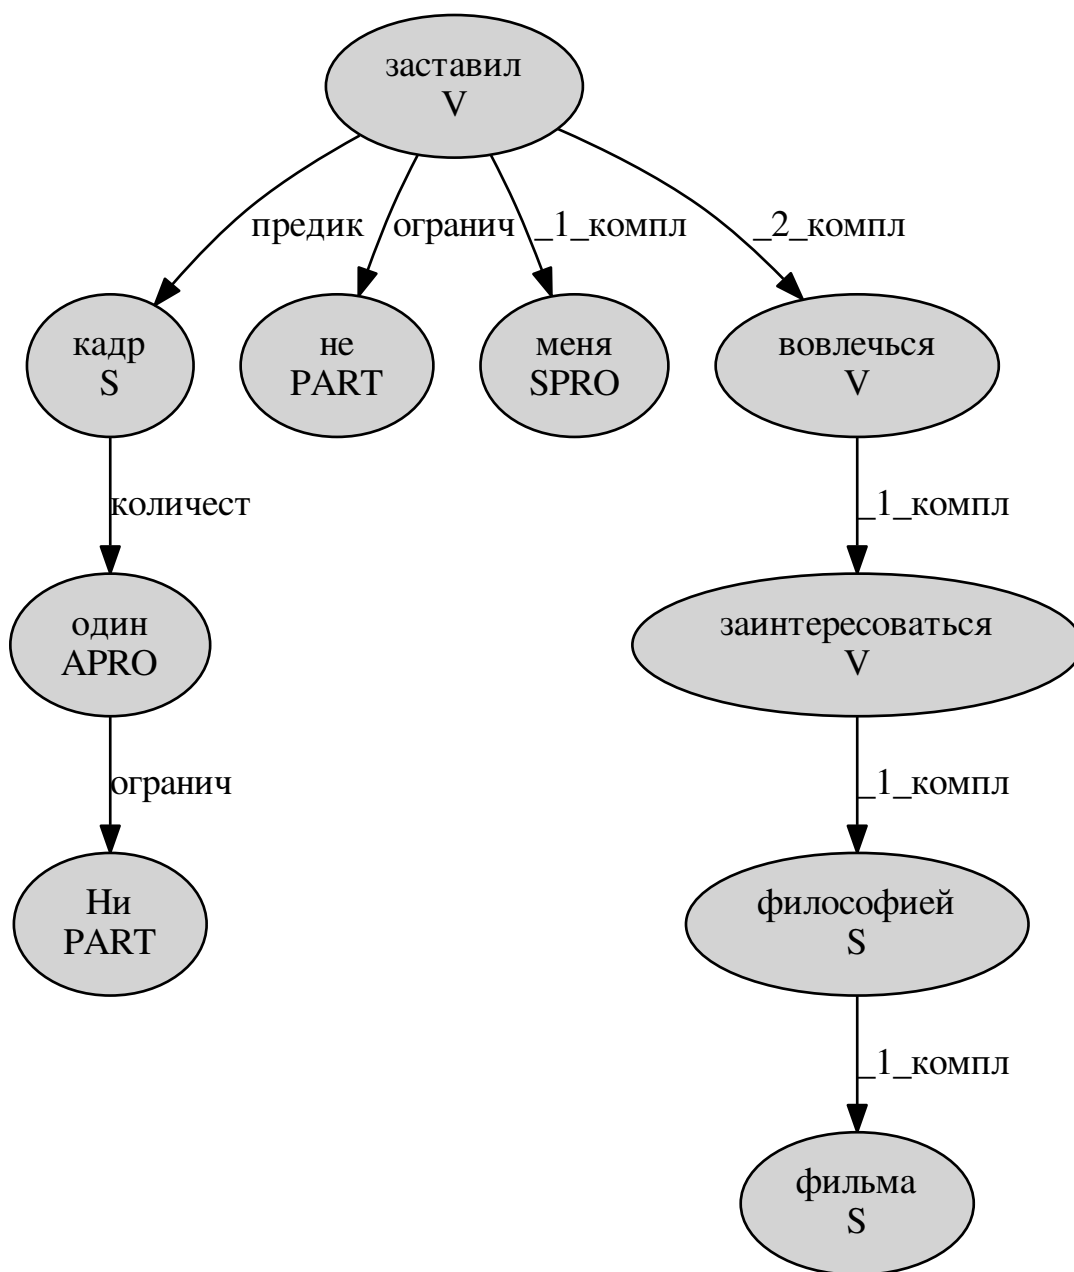 заставил
V
предик
огранич
_1_компл
_2_компл
кадр
S
не
PART
меня
SPRO
вовлечься
V
количест
_1_компл
один
APRO
заинтересоваться
V
огранич
_1_компл
Ни
PART
философией
S
_1_компл
фильма
S